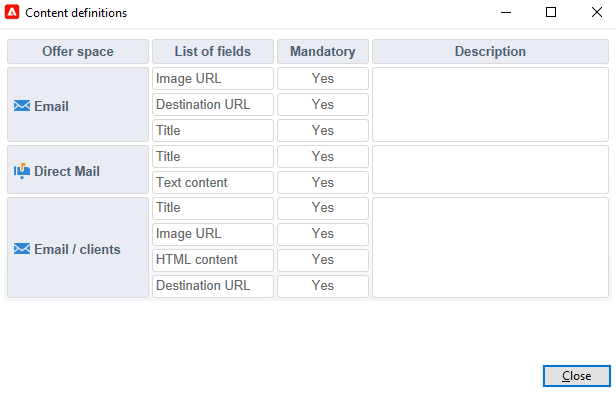 Content definitions
Offer space List of fields Mandatory Description
Email
Image URL Yes
Destination URL Yes
Title Yes
Direct Mail
Title Yes
Text content Yes
Email / clients
Title Yes
Image URL Yes
HTML content Yes
Destination URL Yes
Close